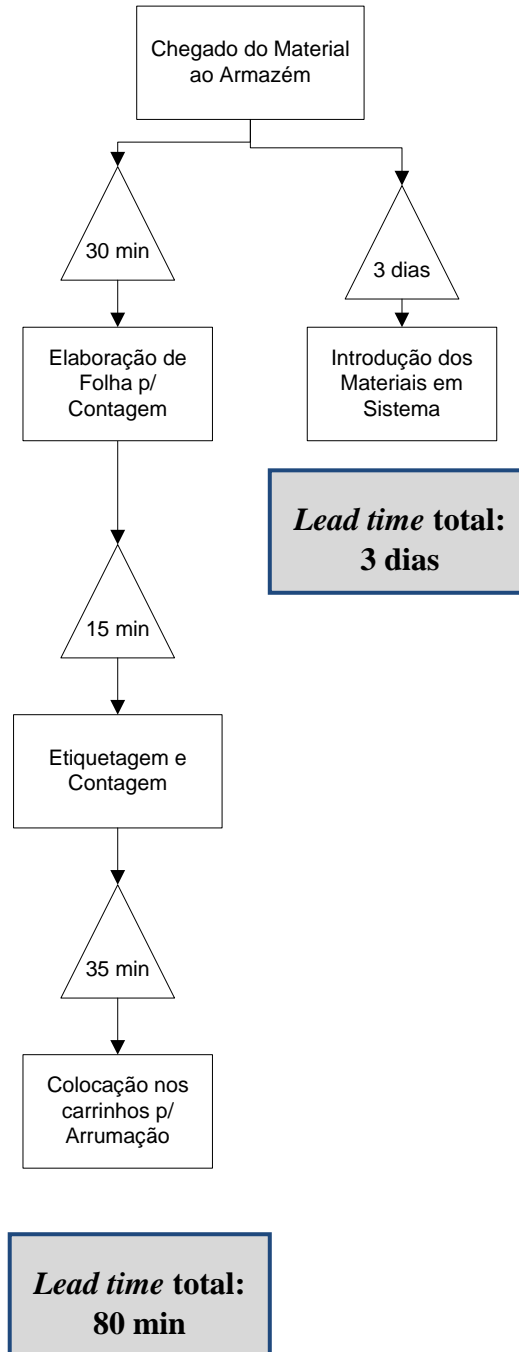 Chegado do Material
ao Armazém
30 min
3 dias
Elaboração de
Folha p/
Contagem
Introdução dos
Materiais em
Sistema
Lead time total:
3 dias
15 min
Etiquetagem e
Contagem
35 min
Colocação nos
carrinhos p/
Arrumação
Lead time total:
80 min